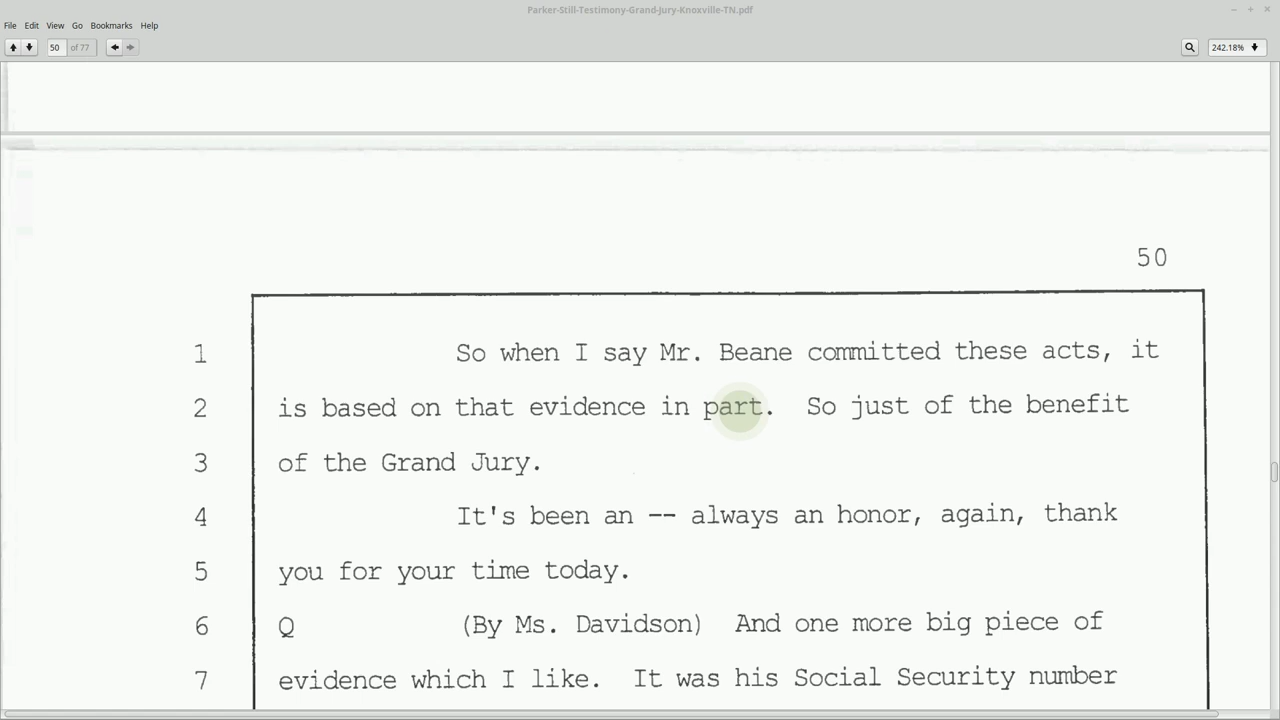 Parker-Still-Testimony-Grand-Jury-Knoxville-TN.pdf
File Edit View Go Bookmarks Help
50 of 77 242.18%
50
1 So when I say Mr. Beane committed these acts, it
2 is based on that evidence in part. So just of the benefit
3 of the Grand Jury.
4 It's been an -- always an honor, again, thank
5 you for your time today.
6 Q (By Ms. Davidson) And one more big piece of
7 evidence which I like. It was his Social Security number